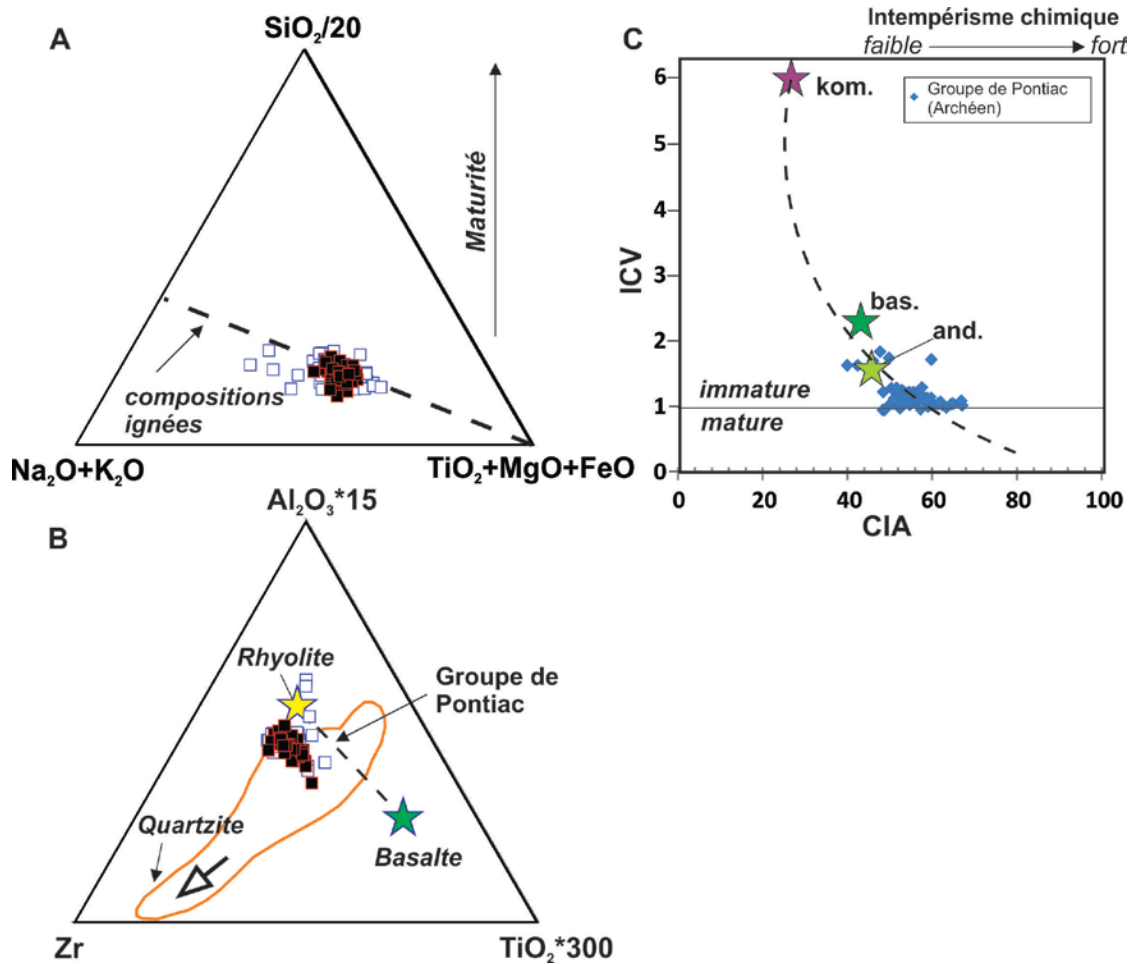 A
SiO₂/20
Maturité
compositions
ignées
Na₂O+K₂O
TiO₂+MgO+FeO
B
Al₂O₃*15
Rhyolite
Groupe de
Pontiac
Quartzite
Basalte
Zr
TiO₂*300
Intempérisme chimique
C
faible
fort
6
kom.
Groupe de Pontiac
(Archéen)
5
4
ICV
3
bas.
2
and.
immature
1
mature
0
0
20
40
60
80
100
CIA